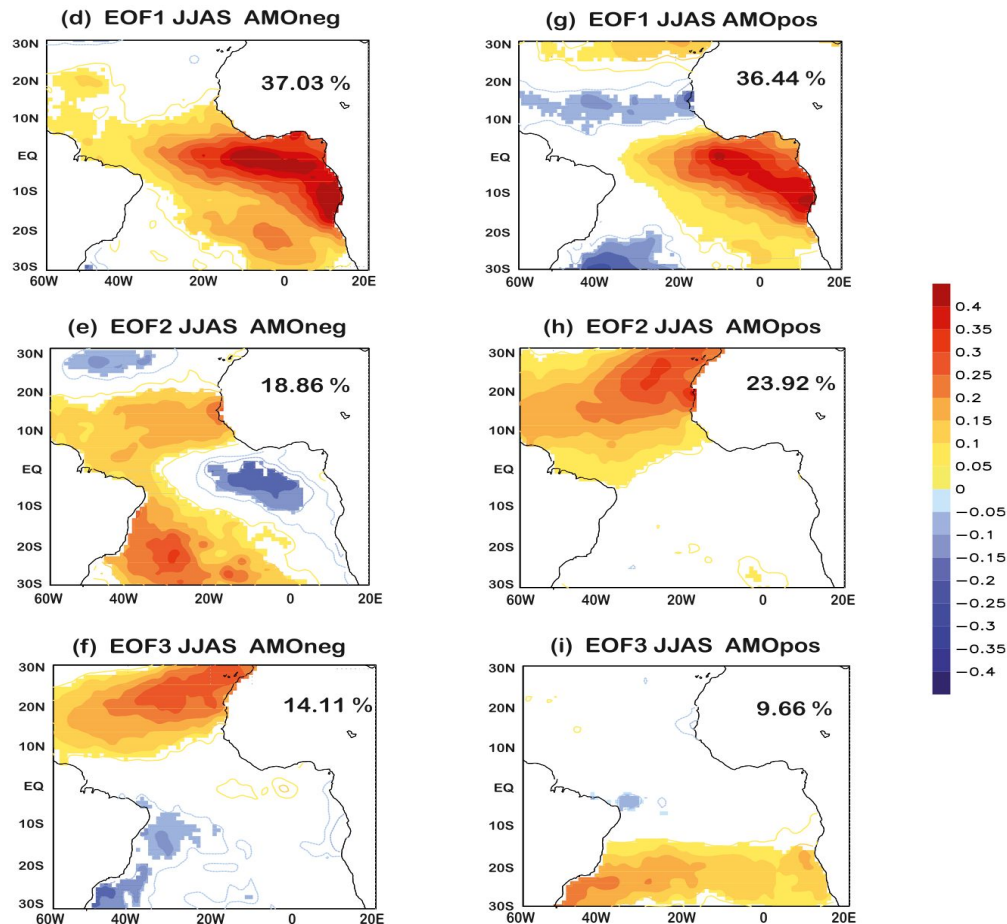 (d) EOF1 JJAS AMOneg
30N
20N
10N
EQ
10S
20S
30S
37.03 %
60W 40W 20W 0 20E
(g) EOF1 JJAS AMOpos
30N
20N
10N
EQ
10S
20S
30S
36.44 %
60W 40W 20W 0 20E
(e) EOF2 JJAS AMOneg
30N
20N
10N
EQ
10S
20S
30S
18.86 %
60W 40W 20W 0 20E
(h) EOF2 JJAS AMOpos
30N
20N
10N
EQ
10S
20S
30S
23.92 %
60W 40W 20W 0 20E
(f) EOF3 JJAS AMOneg
30N
20N
10N
EQ
10S
20S
30S
14.11 %
60W 40W 20W 0 20E
(i) EOF3 JJAS AMOpos
30N
20N
10N
EQ
10S
20S
30S
9.66 %
60W 40W 20W 0 20E
0.4
0.35
0.3
0.25
0.2
0.15
0.1
0.05
0
−0.05
−0.1
−0.15
−0.2
−0.25
−0.3
−0.35
−0.4